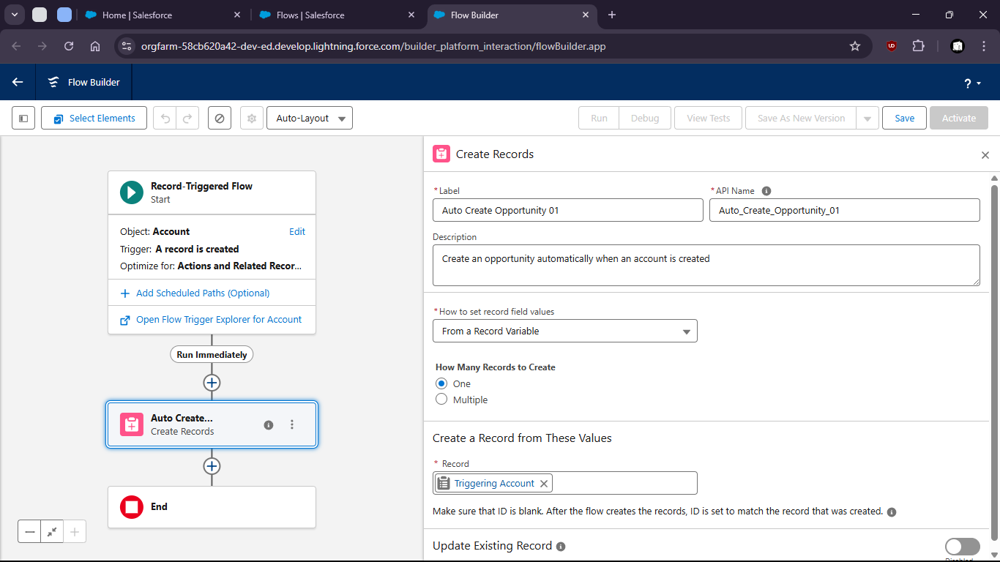 Home | Salesforce
Flows | Salesforce
Flow Builder
orgfarm-58cb620a42-dev-ed.develop.lightning.force.com/builder_platform_interaction/flowBuilder.app
Flow Builder
?
Select Elements
Auto-Layout
Run
Debug
View Tests
Save As New Version
Save
Activate
Record-Triggered Flow
Start
Object: Account
Edit
Trigger: A record is created
Optimize for: Actions and Related Recor...
Add Scheduled Paths (Optional)
Open Flow Trigger Explorer for Account
Run Immediately
Auto Create...
Create Records
End
Create Records
*Label
Auto Create Opportunity 01
*API Name
Auto_Create_Opportunity_01
Description
Create an opportunity automatically when an account is created
*How to set record field values
From a Record Variable
How Many Records to Create
One
Multiple
Create a Record from These Values
* Record
Triggering Account
Make sure that ID is blank. After the flow creates the records, ID is set to match the record that was created.
Update Existing Record